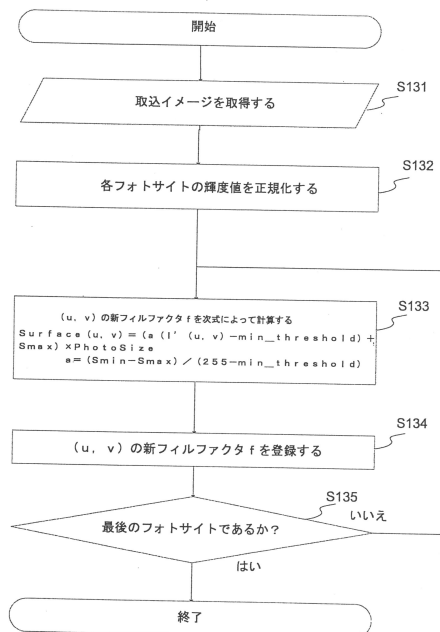 開始
取込イメージを取得する
S131
各フォトサイトの輝度値を正規化する
S132
(u, v) の新フィルファクタ f を次式によって計算する
Surface (u, v) = (a (I' (u, v) −min_threshold) +
Smax) ×PhotoSize
a= (Smin−Smax) / (255−min_threshold)
S133
(u, v) の新フィルファクタ f を登録する
S134
最後のフォトサイトであるか?
S135
いいえ
はい
終了